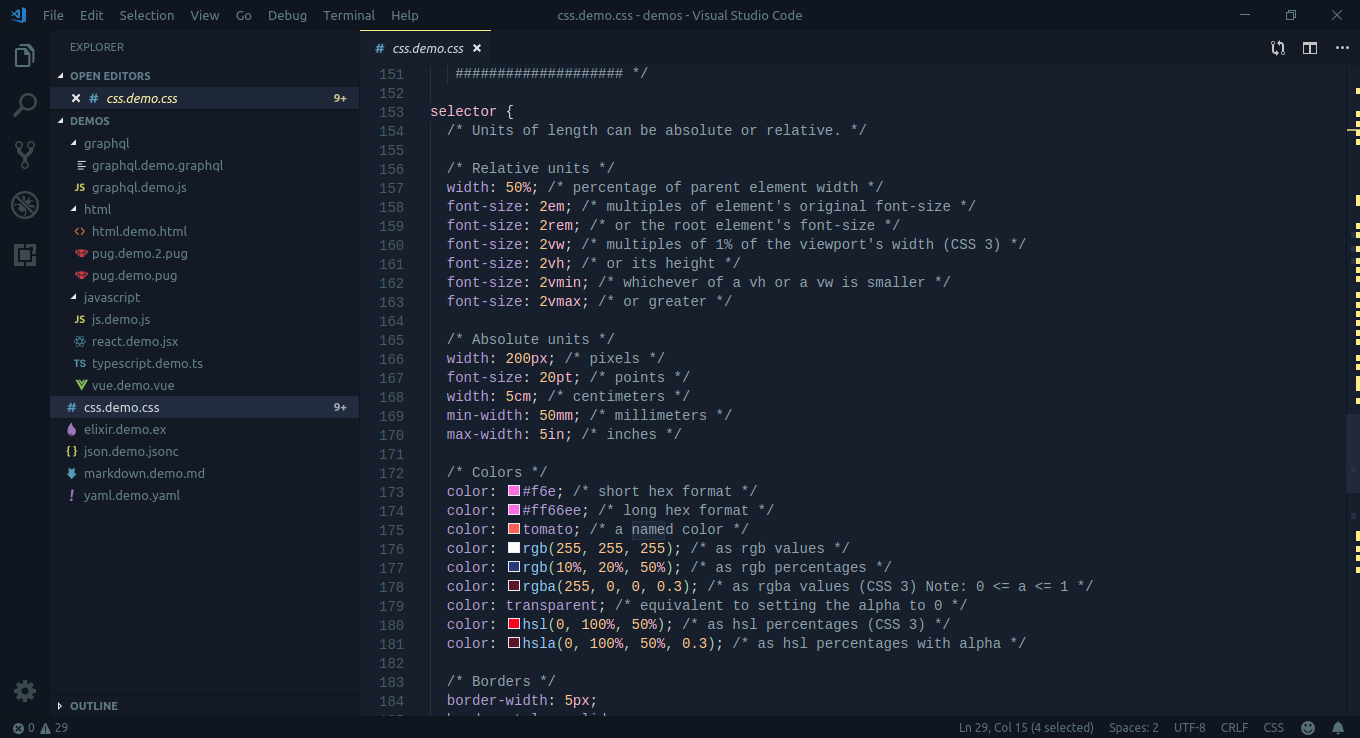 File Edit Selection View Go Debug Terminal Help
css.demo.css - demos - Visual Studio Code
EXPLORER
OPEN EDITORS
# css.demo.css 9+
DEMOS
graphql
graphql.demo.graphql
JS graphql.demo.js
html
<> html.demo.html
pug.demo.2.pug
pug.demo.pug
javascript
JS js.demo.js
react.demo.jsx
TS typescript.demo.ts
vue.demo.vue
# css.demo.css 9+
elixir.demo.ex
{} json.demo.jsonc
markdown.demo.md
! yaml.demo.yaml
OUTLINE
# css.demo.css
151 #################### */
152
153 selector {
154 /* Units of length can be absolute or relative. */
155
156 /* Relative units */
157 width: 50%; /* percentage of parent element width */
158 font-size: 2em; /* multiples of element's original font-size */
159 font-size: 2rem; /* or the root element's font-size */
160 font-size: 2vw; /* multiples of 1% of the viewport's width (CSS 3) */
161 font-size: 2vh; /* or its height */
162 font-size: 2vmin; /* whichever of a vh or a vw is smaller */
163 font-size: 2vmax; /* or greater */
164
165 /* Absolute units */
166 width: 200px; /* pixels */
167 font-size: 20pt; /* points */
168 width: 5cm; /* centimeters */
169 min-width: 50mm; /* millimeters */
170 max-width: 5in; /* inches */
171
172 /* Colors */
173 color: #f6e; /* short hex format */
174 color: #ff66ee; /* long hex format */
175 color: tomato; /* a named color */
176 color: rgb(255, 255, 255); /* as rgb values */
177 color: rgb(10%, 20%, 50%); /* as rgb percentages */
178 color: rgba(255, 0, 0, 0.3); /* as rgba values (CSS 3) Note: 0 <= a <= 1 */
179 color: transparent; /* equivalent to setting the alpha to 0 */
180 color: hsl(0, 100%, 50%); /* as hsl percentages (CSS 3) */
181 color: hsla(0, 100%, 50%, 0.3); /* as hsl percentages with alpha */
182
183 /* Borders */
184 border-width: 5px;
0 29
Ln 29, Col 15 (4 selected) Spaces: 2 UTF-8 CRLF CSS